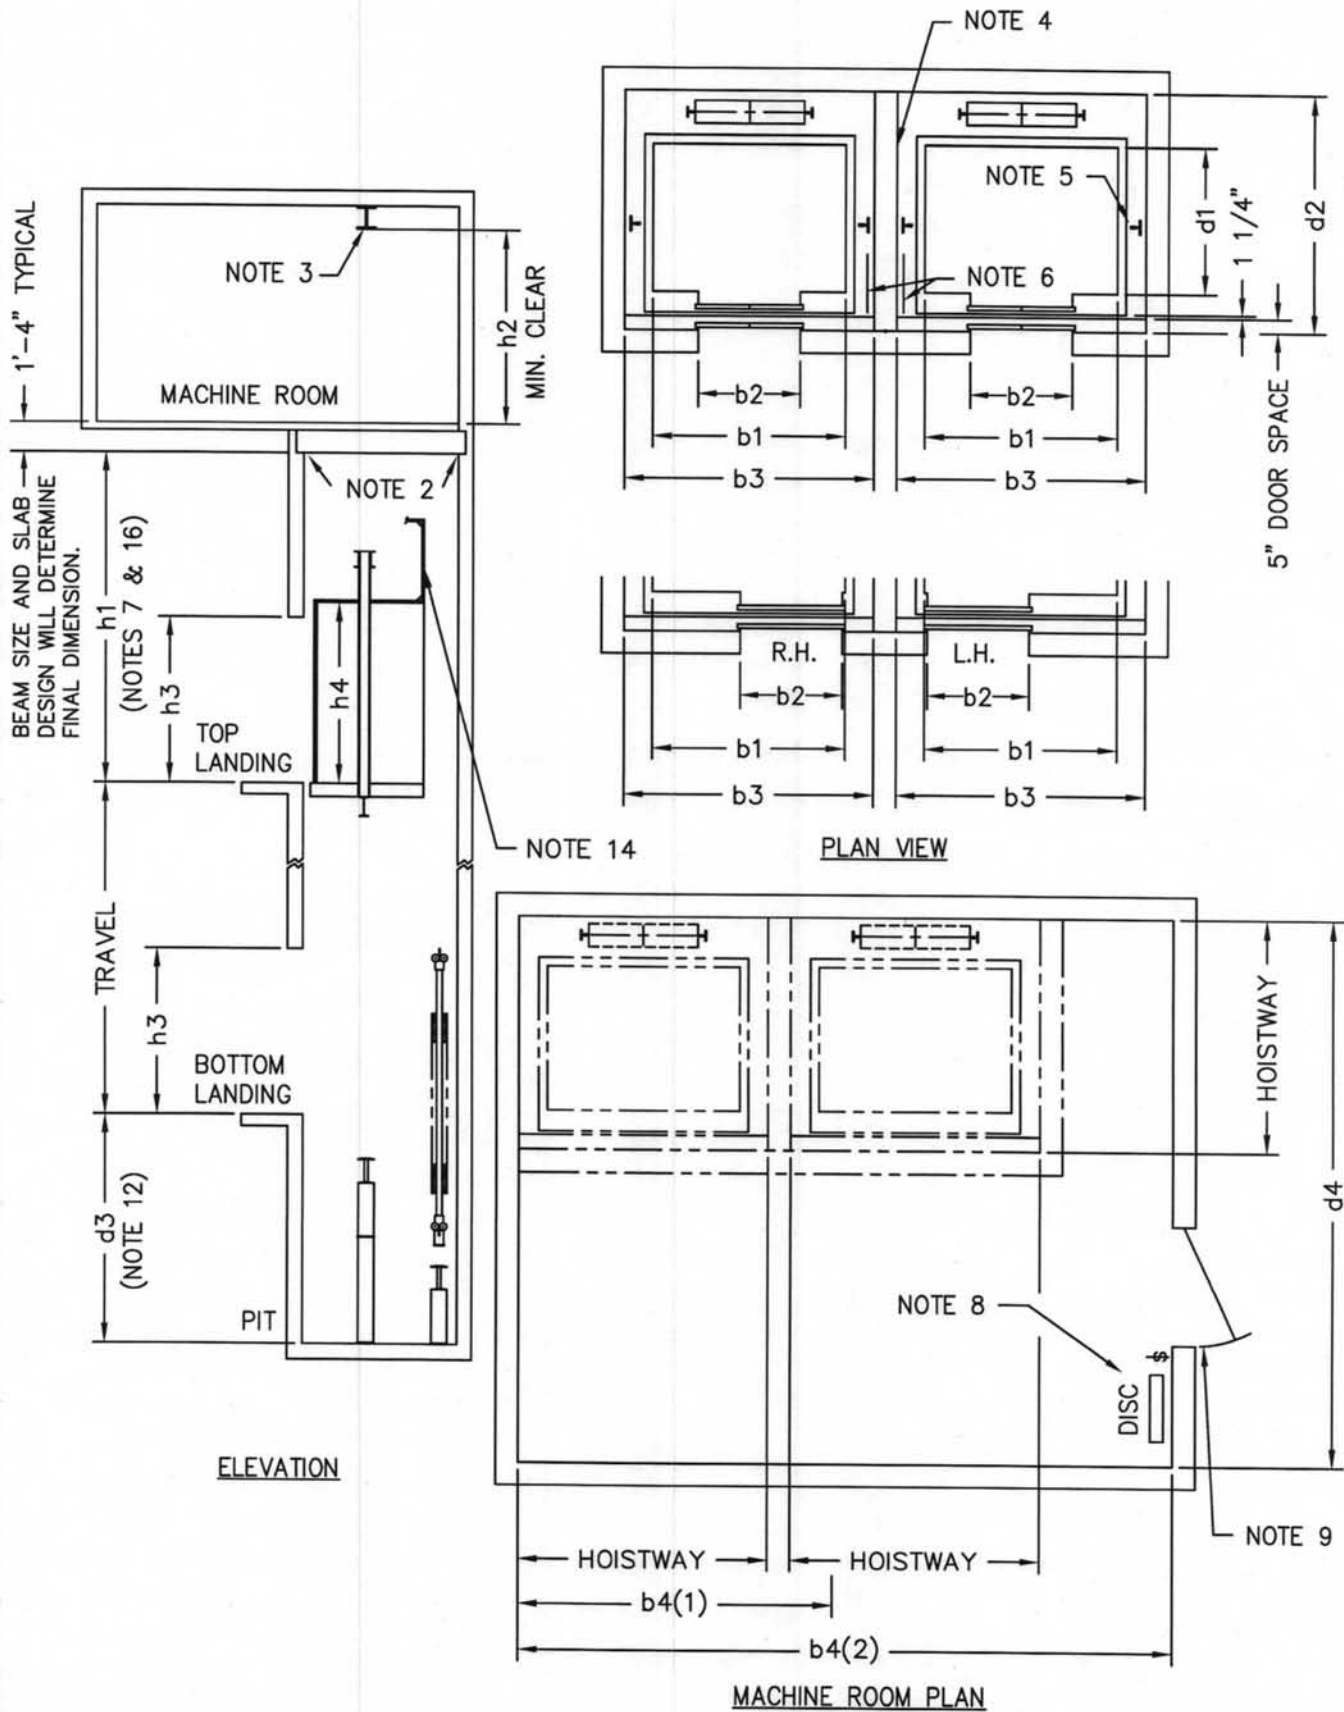 NOTE 4
NOTE 5
NOTE 6
d1
1 1/4"
d2
5" DOOR SPACE
b2
b2
b1
b1
b3
b3
1'-4" TYPICAL
NOTE 3
h2
MIN. CLEAR
MACHINE ROOM
NOTE 2
BEAM SIZE AND SLAB
DESIGN WILL DETERMINE
FINAL DIMENSION.
h1
(NOTES 7 & 16)
h3
h4
TOP
LANDING
NOTE 14
R.H.
L.H.
b2
b2
b1
b1
b3
b3
PLAN VIEW
TRAVEL
h3
BOTTOM
LANDING
d3
(NOTE 12)
PIT
ELEVATION
HOISTWAY
d4
NOTE 8
S
DISC
NOTE 9
HOISTWAY
HOISTWAY
b4(1)
b4(2)
MACHINE ROOM PLAN